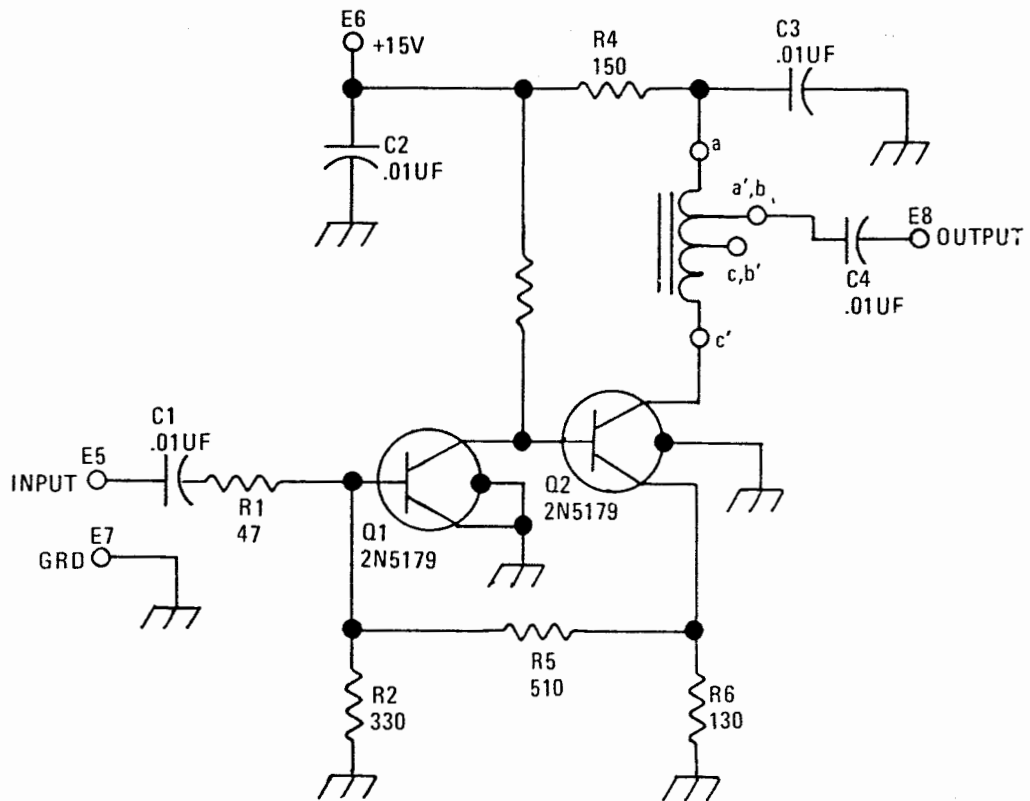 E6
+15V
R4
150
C3
.01UF
C2
.01UF
a
a',b
c,b'
E8
OUTPUT
C4
.01UF
c'
C1
.01UF
E5
INPUT
R1
47
Q1
2N5179
Q2
2N5179
E7
GRD
R5
510
R2
330
R6
130